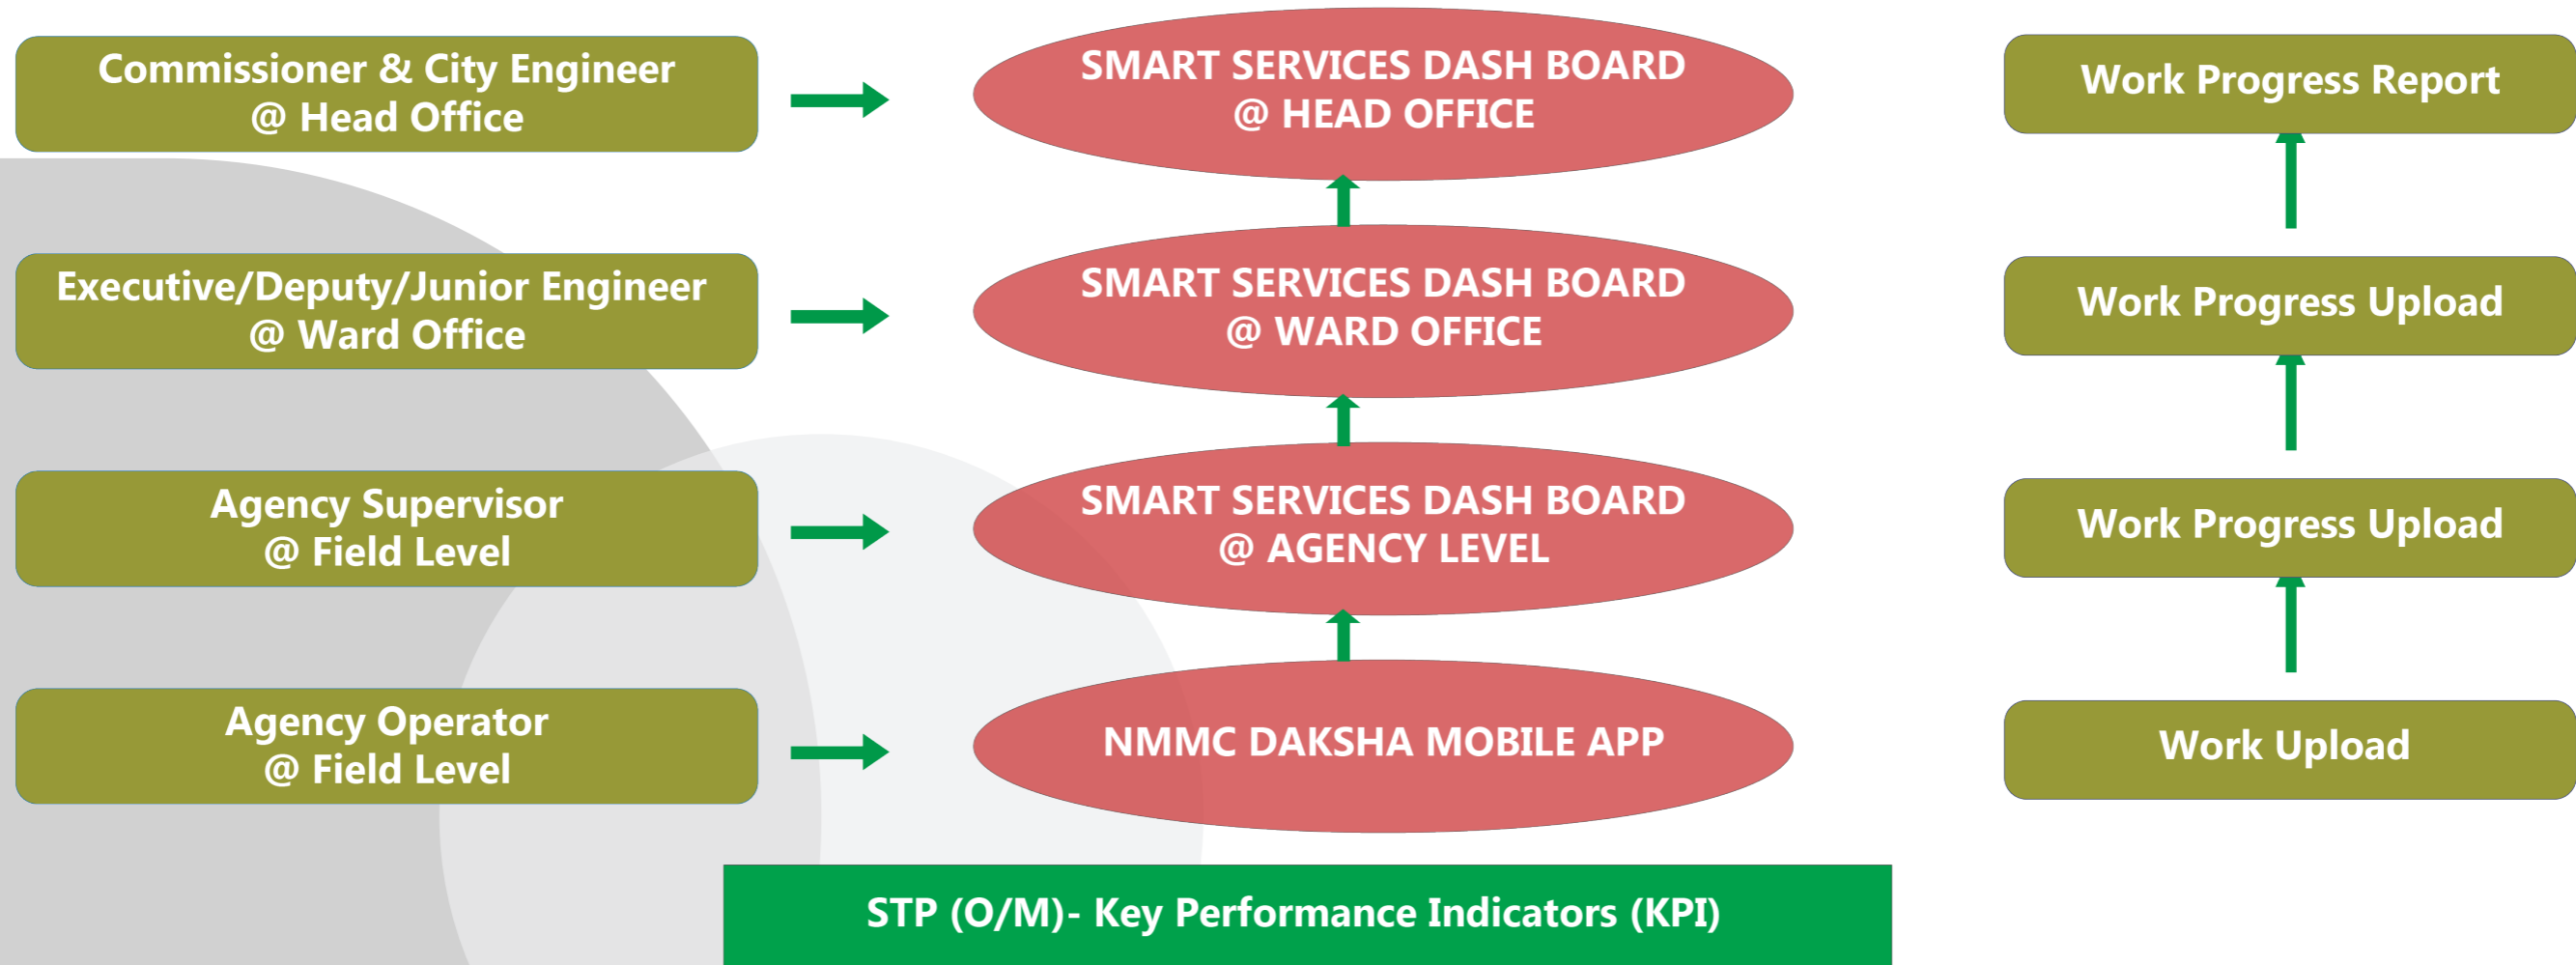 Commissioner & City Engineer
@ Head Office
SMART SERVICES DASH BOARD
@ HEAD OFFICE
Work Progress Report
Executive/Deputy/Junior Engineer
@ Ward Office
SMART SERVICES DASH BOARD
@ WARD OFFICE
Work Progress Upload
Agency Supervisor
@ Field Level
SMART SERVICES DASH BOARD
@ AGENCY LEVEL
Work Progress Upload
Agency Operator
@ Field Level
NMMC DAKSHA MOBILE APP
Work Upload
STP (O/M)- Key Performance Indicators (KPI)